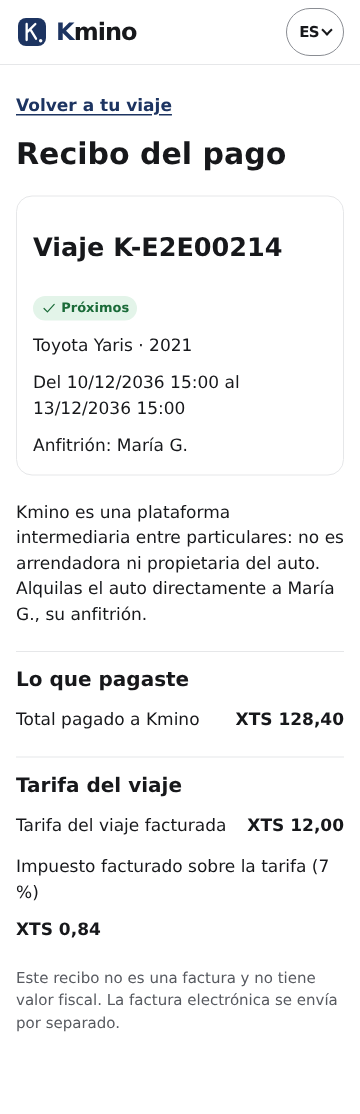 Kmino
ES
Volver a tu viaje
Recibo del pago
Viaje K-E2E00214
Próximos
Toyota Yaris · 2021
Del 10/12/2036 15:00 al
13/12/2036 15:00
Anfitrión: María G.
Kmino es una plataforma
intermediaria entre particulares: no es
arrendadora ni propietaria del auto.
Alquilas el auto directamente a María
G., su anfitrión.
Lo que pagaste
Total pagado a Kmino XTS 128,40
Tarifa del viaje
Tarifa del viaje facturada XTS 12,00
Impuesto facturado sobre la tarifa (7
%)
XTS 0,84
Este recibo no es una factura y no tiene
valor fiscal. La factura electrónica se envía
por separado.